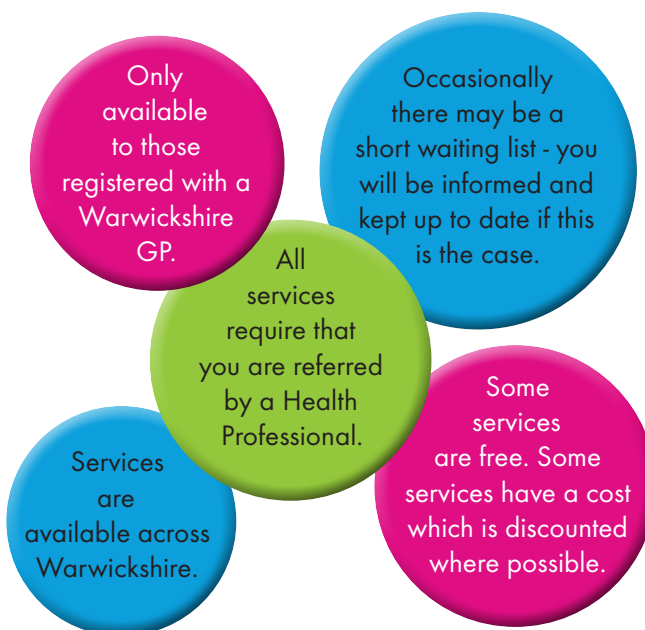 Only
available
to those
registered with a
Warwickshire
GP.
Occasionally
there may be a
short waiting list - you
will be informed and
kept up to date if this
is the case.
All
services
require that
you are referred
by a Health
Professional.
Some
services
are free. Some
services have a cost
which is discounted
where possible.
Services
are
available across
Warwickshire.